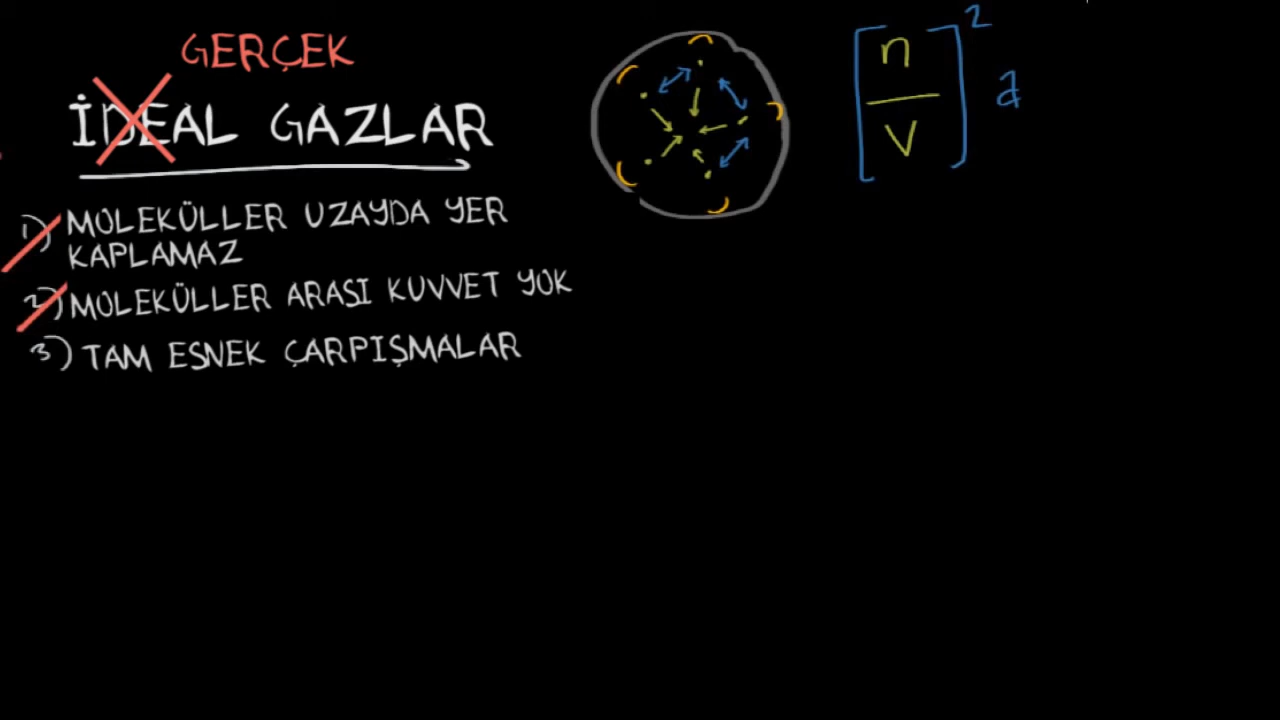 GERÇEK
İDEAL GAZLAR
1) MOLEKÜLLER UZAYDA YER
KAPLAMAZ
2) MOLEKÜLLER ARASI KUVVET YOK
3) TAM ESNEK ÇARPIŞMALAR
[n/V]² a